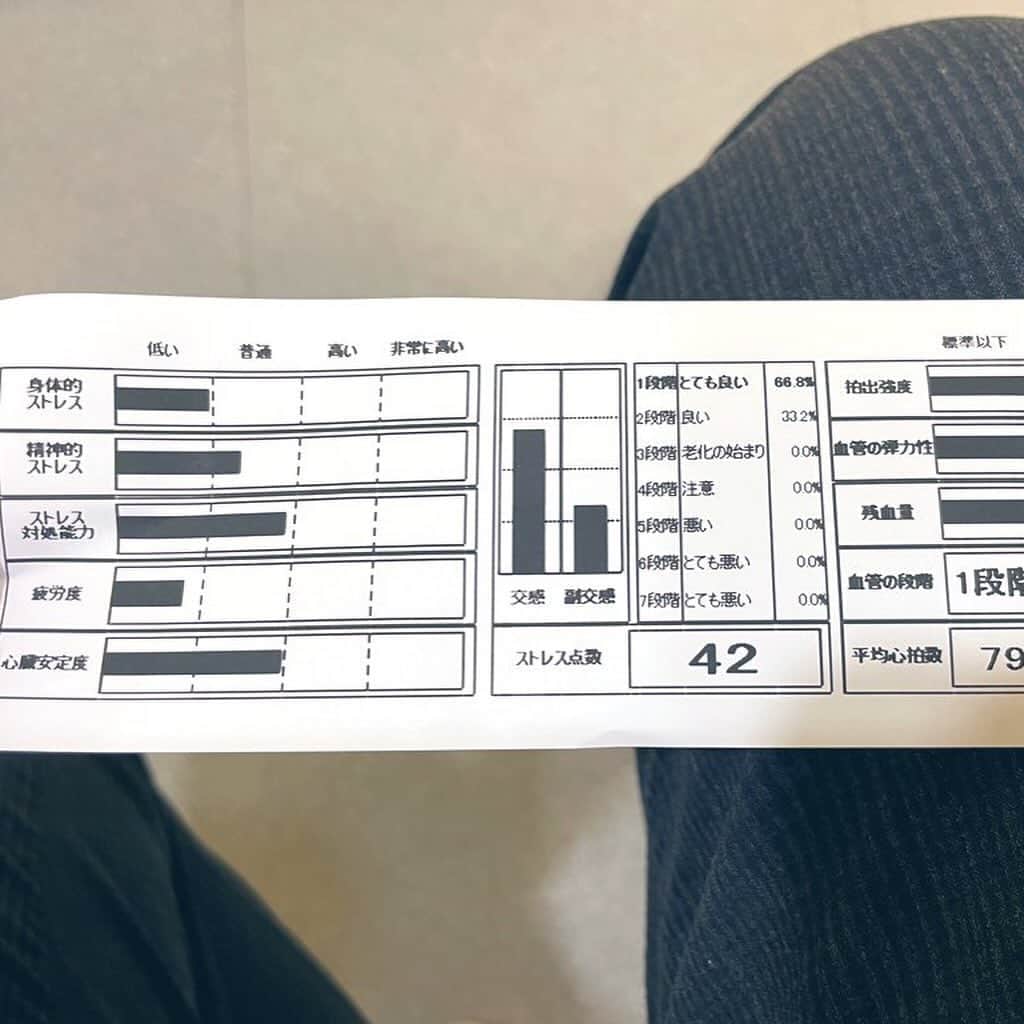 低い 普通 高い 非常に高い
身体的
ストレス
精神的
ストレス
ストレス
対処能力
疲労度
心臓安定度
交感 副交感
1段階 とても良い 66.8%
2段階 良い 33.2%
3段階 老化の始まり 0.0%
4段階 注意 0.0%
5段階 悪い 0.0%
6段階 とても悪い 0.0%
7段階 とても悪い 0.0%
ストレス点数 42
標準以下
拍出強度
血管の弾力性
残血量
血管の段階 1段階
平均心拍数 79